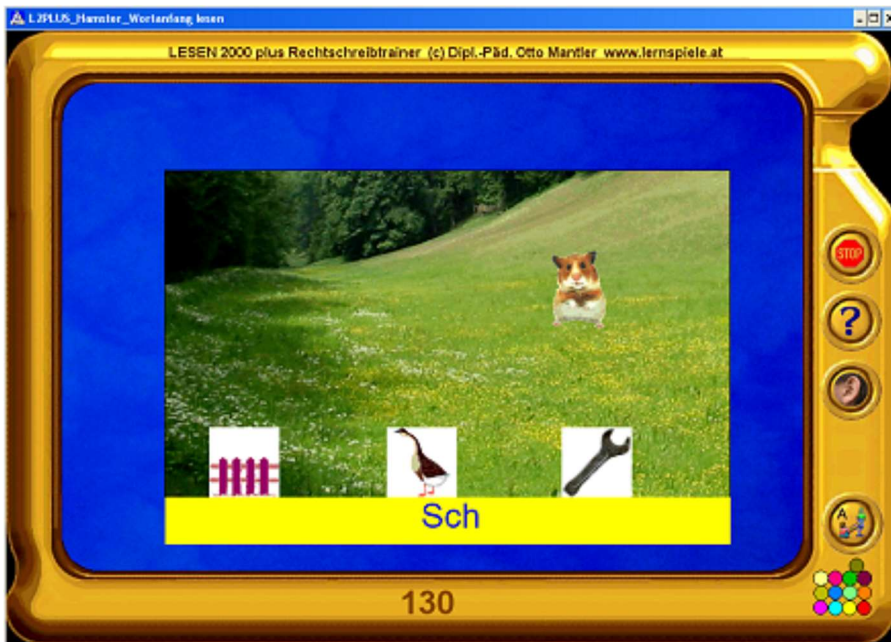 L2PLUS_Hamster_Wortanfang lesen
LESEN 2000 plus Rechtschreibtrainer (c) Dipl.-Päd. Otto Mantler www.lernspiele.at
STOP
?
A
Sch
130